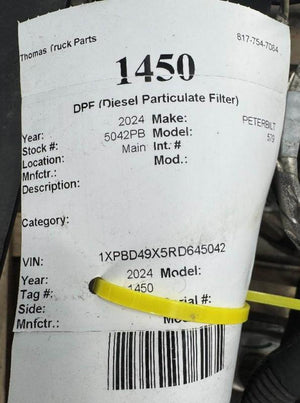 Thomas Truck Parts 817-754-7084
1450
DPF (Diesel Particulate Filter)
Year: 2024 Make: PETERBILT
Stock #: 5042PB Model: 579
Location: Main Int. #
Mnfctr.: Mod.:
Description:
Category:
VIN: 1XPBD49X5RD645042
Year: 2024 Model:
Tag #: 1450
Side: ial #:
Mnfctr.: